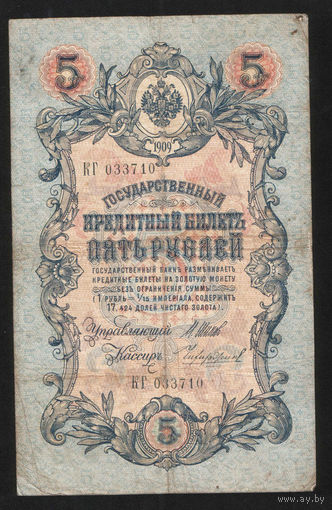 5 5
1909
КГ 033710
ГОСУДАРСТВЕННЫЙ
КРЕДИТНЫЙ БИЛЕТЪ
ПЯТЬ РУБЛЕЙ
ГОСУДАРСТВЕННЫЙ БАНКЪ РАЗМѢНИВАЕТЪ
КРЕДИТНЫЕ БИЛЕТЫ НА ЗОЛОТУЮ МОНЕТУ
БЕЗЪ ОГРАНИЧЕНІЯ СУММЫ
(1 РУБЛЬ = 1/15 ИМПЕРІАЛА, СОДЕРЖИТЪ
17,424 ДОЛЕЙ ЧИСТАГО ЗОЛОТА).
Управляющій
Кассиръ
КГ 033710
5
ay.by